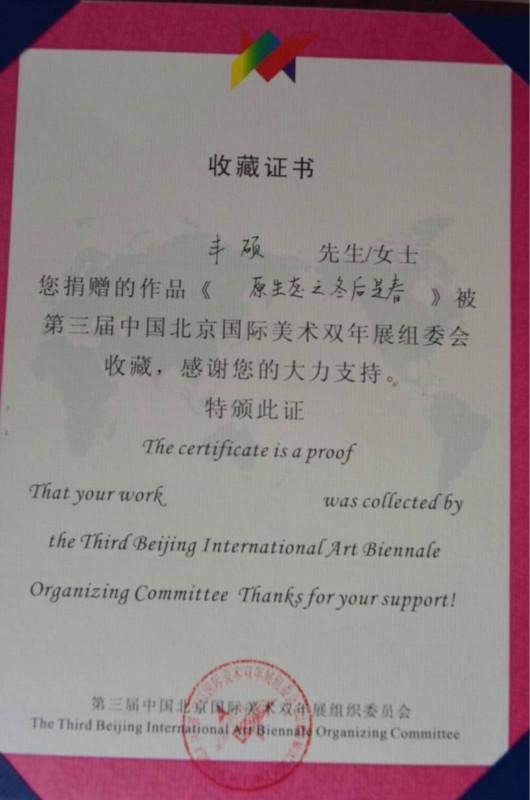 收藏证书
丰硕 先生/女士
您捐赠的作品《 原生态之冬后是春 》被
第三届中国北京国际美术双年展组委会
收藏，感谢您的大力支持。
特颁此证
The certificate is a proof
That your work was collected by
the Third Beijing International Art Biennale
Organizing Committee Thanks for your support!
第三届中国北京国际美术双年展组织委员会
The Third Beijing International Art Biennale Organizing Committee